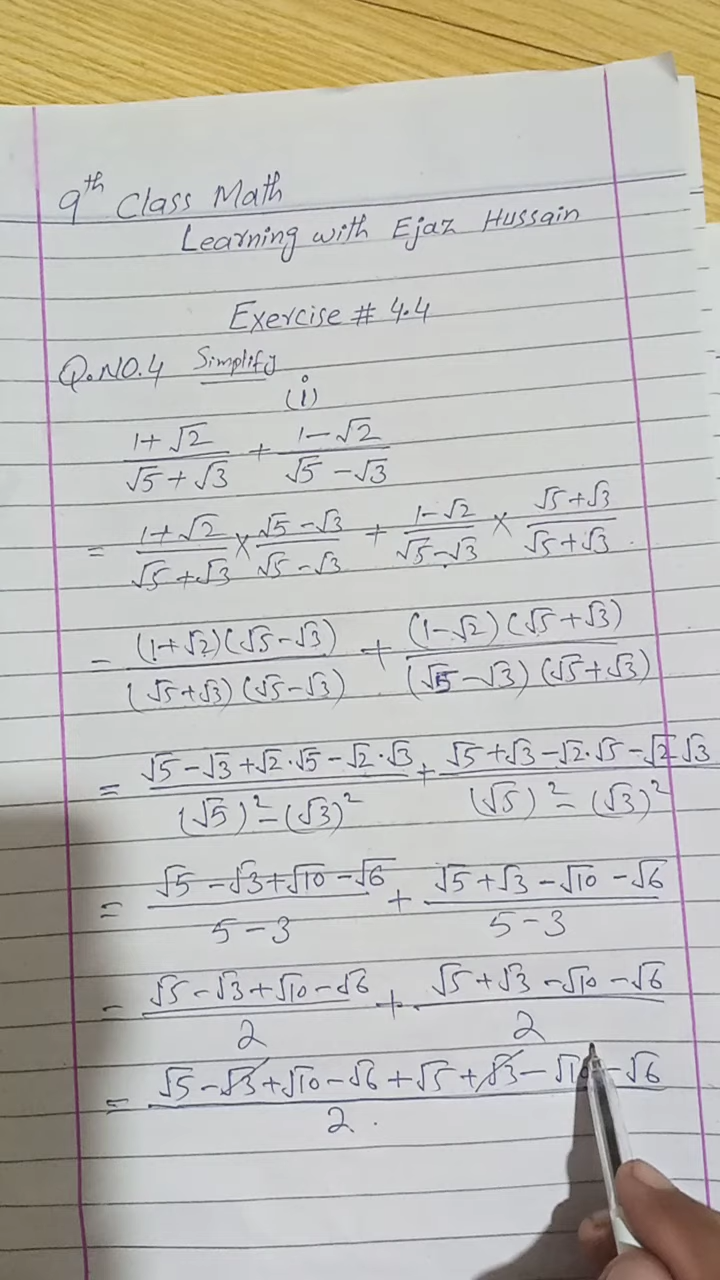 9th Class Math
Learning with Ejaz Hussain
Exercise # 4.4
Q.NO.4 Simplify
(i)
(1+√2)/(√5+√3) + (1-√2)/(√5-√3)
= (1+√2)/(√5+√3) × (√5-√3)/(√5-√3) + (1-√2)/(√5-√3) × (√5+√3)/(√5+√3)
= (1+√2)(√5-√3)/(√5+√3)(√5-√3) + (1-√2)(√5+√3)/(√5-√3)(√5+√3)
= (√5-√3+√2·√5-√2·√3)/((√5)²-(√3)²) + (√5+√3-√2·√5-√2√3)/((√5)²-(√3)²)
= (√5-√3+√10-√6)/(5-3) + (√5+√3-√10-√6)/(5-3)
= (√5-√3+√10-√6)/2 + (√5+√3-√10-√6)/2
= (√5-√3+√10-√6+√5+√3-√10-√6)/2.